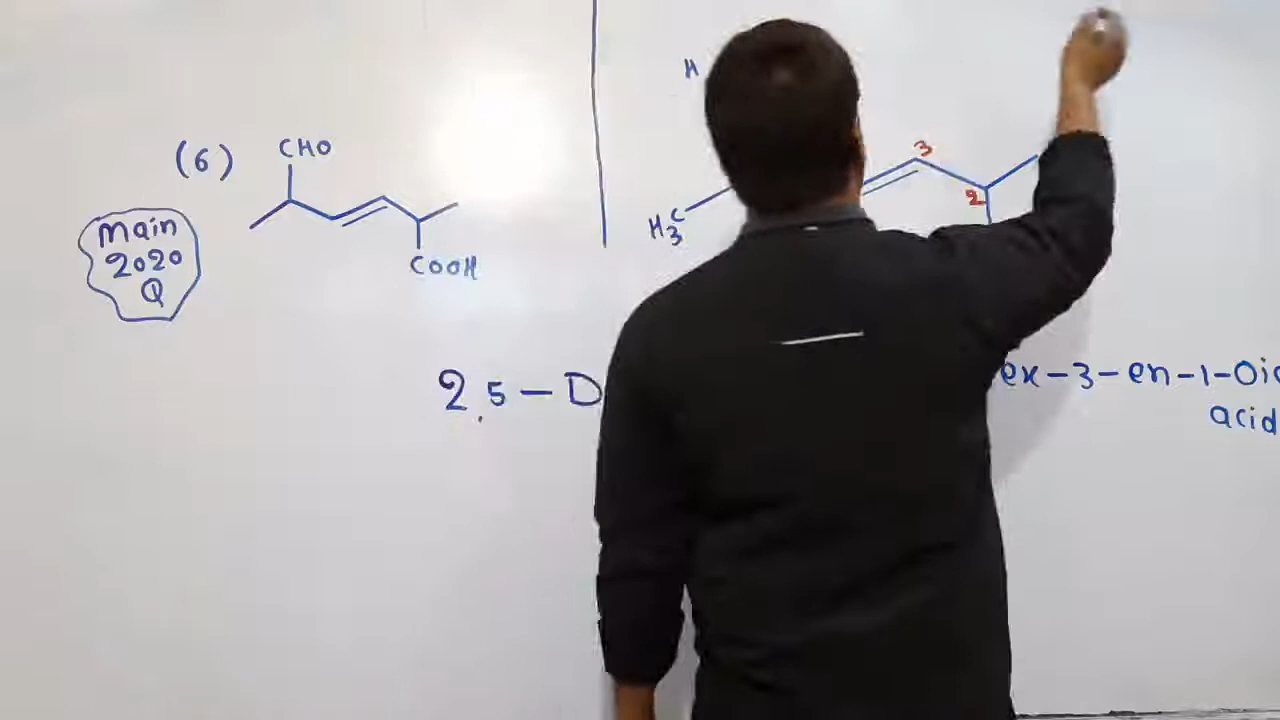 (6)
CHO
COOH
Main
2020
Q
H
H3C
3
2
2,5-D
ex-3-en-1-Oic
acid